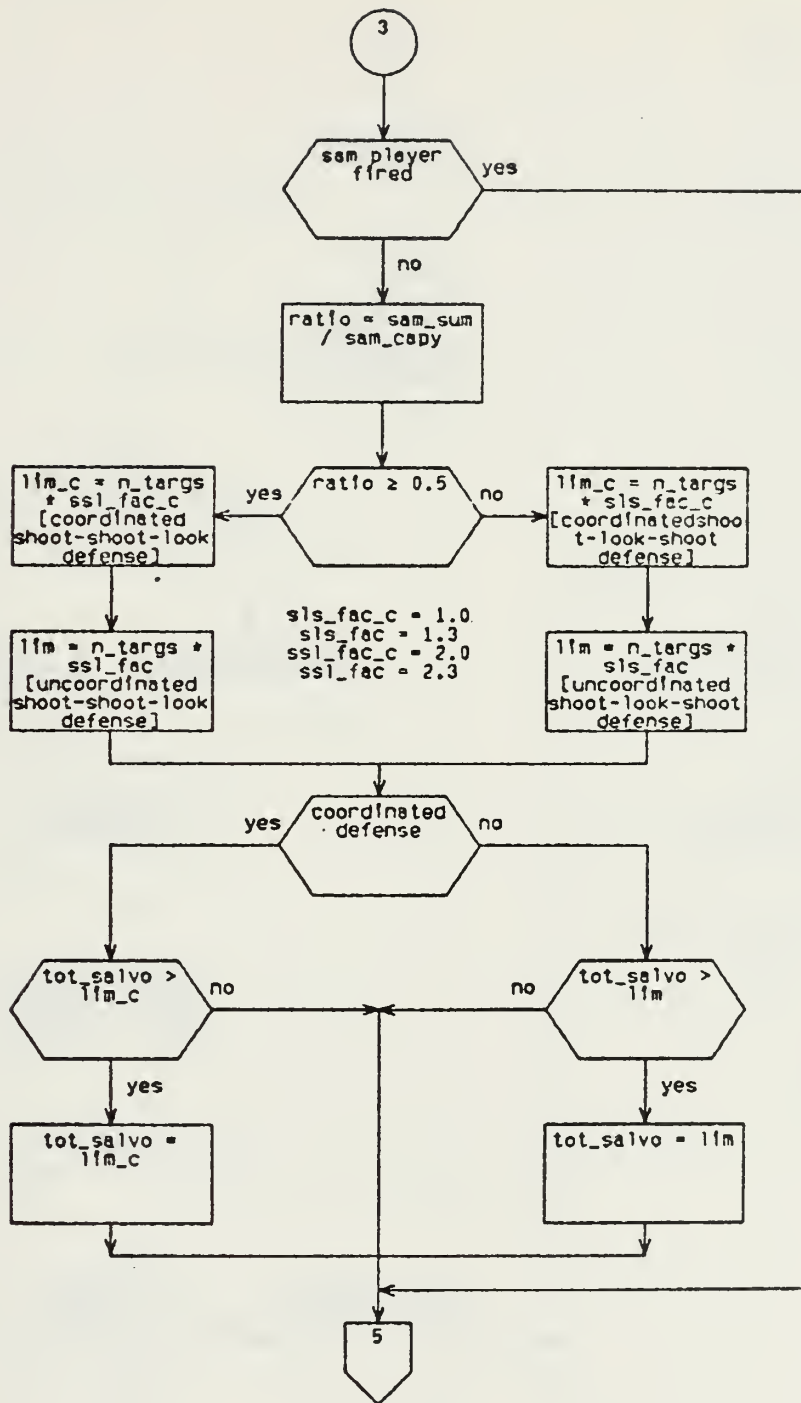 3
sam player
fired
yes
no
ratio = sam_sum
/ sam_capy
lim_c = n_targs
* ssl_fac_c
[coordinated
shoot-shoot-look
defense]
yes
ratio ≥ 0.5
no
lim_c = n_targs
* sls_fac_c
[coordinatedshoo
t-look-shoot
defense]
lim = n_targs *
ssl_fac
[uncoordinated
shoot-shoot-look
defense]
sls_fac_c = 1.0
sls_fac = 1.3
ssl_fac_c = 2.0
ssl_fac = 2.3
lim = n_targs *
sls_fac
[uncoordinated
shoot-look-shoot
defense]
yes
coordinated
defense
no
tot_salvo >
lim_c
no
no
tot_salvo >
lim
yes
yes
tot_salvo =
lim_c
tot_salvo = lim
5